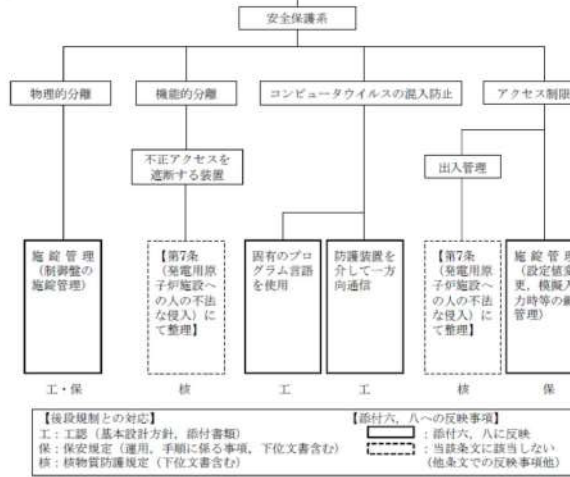 安全保護系
物理的分離
機能的分離
コンピュータウイルスの混入防止
アクセス制限
不正アクセスを
遮断する装置
出入管理
施錠管理
(制御盤の
施錠管理)
【第7条
(発電用原
子炉施設へ
の人の不法
な侵入)に
て整理】
固有のプロ
グラム言語
を使用
防護装置を
介して一方
向通信
【第7条
(発電用原
子炉施設へ
の人の不法
な侵入)に
て整理】
施錠管理
(設定値変
更,模擬入
力時等の
管理)
工・保
核
工
工
核
保
【後段規制との対応】
工:工認(基本設計方針,添付書類)
保:保安規定(運用,手順に係る事項,下位文書含む)
核:核物質防護規定(下位文書含む)
【添付六,八への反映事項】
:添付六,八に反映
:当該条文に該当しない
(他条文での反映事項他)